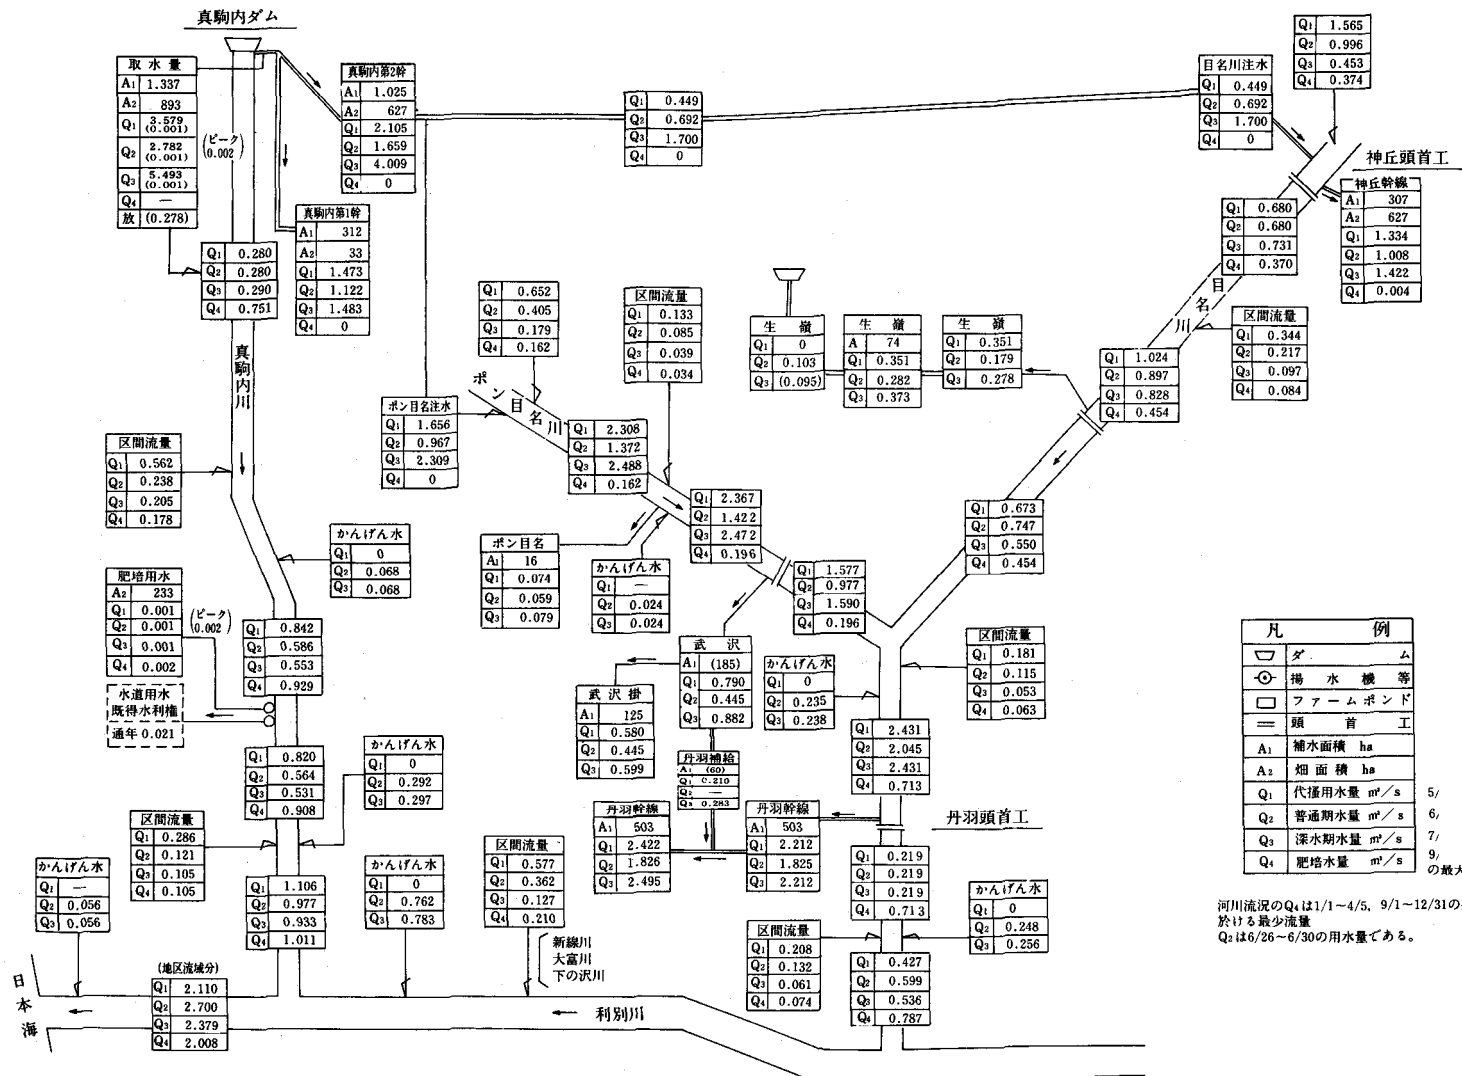 真駒内ダム
取水量
A₁ 1.337
A₂ 893
Q₁ 3.579 (0.001)
Q₂ 2.782 (0.001)
Q₃ 5.493 (0.001)
Q₄ —
放 (0.278)
(ピーク 0.002)
真駒内第2幹
A₁ 1.025
A₂ 627
Q₁ 2.105
Q₂ 1.659
Q₃ 4.009
Q₄ 0
Q₁ 0.449
Q₂ 0.692
Q₃ 1.700
Q₄ 0
目名川注水
Q₁ 0.449
Q₂ 0.692
Q₃ 1.700
Q₄ 0
Q₁ 1.565
Q₂ 0.996
Q₃ 0.453
Q₄ 0.374
神丘頭首工
神丘幹線
A₁ 307
A₂ 627
Q₁ 1.334
Q₂ 1.008
Q₃ 1.422
Q₄ 0.004
Q₁ 0.680
Q₂ 0.680
Q₃ 0.731
Q₄ 0.370
目名川
真駒内第1幹
A₁ 312
A₂ 33
Q₁ 1.473
Q₂ 1.122
Q₃ 1.483
Q₄ 0
Q₁ 0.280
Q₂ 0.280
Q₃ 0.290
Q₄ 0.751
真駒内川
Q₁ 0.652
Q₂ 0.405
Q₃ 0.179
Q₄ 0.162
区間流量
Q₁ 0.133
Q₂ 0.085
Q₃ 0.039
Q₄ 0.034
生嶺
Q₁ 0
Q₂ 0.103
Q₃ (0.095)
生嶺
A 74
Q₁ 0.351
Q₂ 0.282
Q₃ 0.373
生嶺
Q₁ 0.351
Q₂ 0.179
Q₃ 0.278
区間流量
Q₁ 0.344
Q₂ 0.217
Q₃ 0.097
Q₄ 0.084
Q₁ 1.024
Q₂ 0.897
Q₃ 0.828
Q₄ 0.454
ポン目名川
ポン目名注水
Q₁ 1.656
Q₂ 0.967
Q₃ 2.309
Q₄ 0
Q₁ 2.308
Q₂ 1.372
Q₃ 2.488
Q₄ 0.162
区間流量
Q₁ 0.562
Q₂ 0.238
Q₃ 0.205
Q₄ 0.178
Q₁ 2.367
Q₂ 1.422
Q₃ 2.472
Q₄ 0.196
Q₁ 0.673
Q₂ 0.747
Q₃ 0.550
Q₄ 0.454
かんげん水
Q₁ 0
Q₂ 0.068
Q₃ 0.068
ポン目名
A₁ 16
Q₁ 0.074
Q₂ 0.059
Q₃ 0.079
かんげん水
Q₁ —
Q₂ 0.024
Q₃ 0.024
Q₁ 1.577
Q₂ 0.977
Q₃ 1.590
Q₄ 0.196
肥培用水
A₂ 233
Q₁ 0.001
Q₂ 0.001
Q₃ 0.001
Q₄ 0.002
(ピーク 0.002)
Q₁ 0.842
Q₂ 0.586
Q₃ 0.553
Q₄ 0.929
水道用水
既得水利権
通年 0.021
武沢
A₁ (185)
Q₁ 0.790
Q₂ 0.445
Q₃ 0.882
かんげん水
Q₁ 0
Q₂ 0.235
Q₃ 0.238
区間流量
Q₁ 0.181
Q₂ 0.115
Q₃ 0.053
Q₄ 0.063
武沢掛
A₁ 125
Q₁ 0.580
Q₂ 0.445
Q₃ 0.599
Q₁ 2.431
Q₂ 2.045
Q₃ 2.431
Q₄ 0.713
Q₁ 0.820
Q₂ 0.564
Q₃ 0.531
Q₄ 0.908
かんげん水
Q₁ 0
Q₂ 0.292
Q₃ 0.297
丹羽補給
A₁ (60)
Q₁ 0.210
Q₂ —
Q₃ 0.283
丹羽幹線
A₁ 503
Q₁ 2.422
Q₂ 1.826
Q₃ 2.495
丹羽幹線
A₁ 503
Q₁ 2.212
Q₂ 1.825
Q₃ 2.212
丹羽頭首工
区間流量
Q₁ 0.286
Q₂ 0.121
Q₃ 0.105
Q₄ 0.105
区間流量
Q₁ 0.577
Q₂ 0.362
Q₃ 0.127
Q₄ 0.210
新線川
大富川
下の沢川
Q₁ 0.219
Q₂ 0.219
Q₃ 0.219
Q₄ 0.713
かんげん水
Q₁ —
Q₂ 0.056
Q₃ 0.056
Q₁ 1.106
Q₂ 0.977
Q₃ 0.933
Q₄ 1.011
かんげん水
Q₁ 0
Q₂ 0.762
Q₃ 0.783
かんげん水
Q₁ 0
Q₂ 0.248
Q₃ 0.256
区間流量
Q₁ 0.208
Q₂ 0.132
Q₃ 0.061
Q₄ 0.074
Q₁ 0.427
Q₂ 0.599
Q₃ 0.536
Q₄ 0.787
日本海
(地区流域分)
Q₁ 2.110
Q₂ 2.700
Q₃ 2.379
Q₄ 2.008
利別川
凡例
ダム
揚水機等
ファームポンド
頭首工
A₁ 補水面積 ha
A₂ 畑面積 ha
Q₁ 代掻用水量 m³/s 5/
Q₂ 普通期水量 m³/s 6/
Q₃ 深水期水量 m³/s 7/
Q₄ 肥培水量 m³/s 9/
の最大
河川流況のQ₄は1/1~4/5, 9/1~12/31の
於ける最少流量
Q₂は6/26~6/30の用水量である。